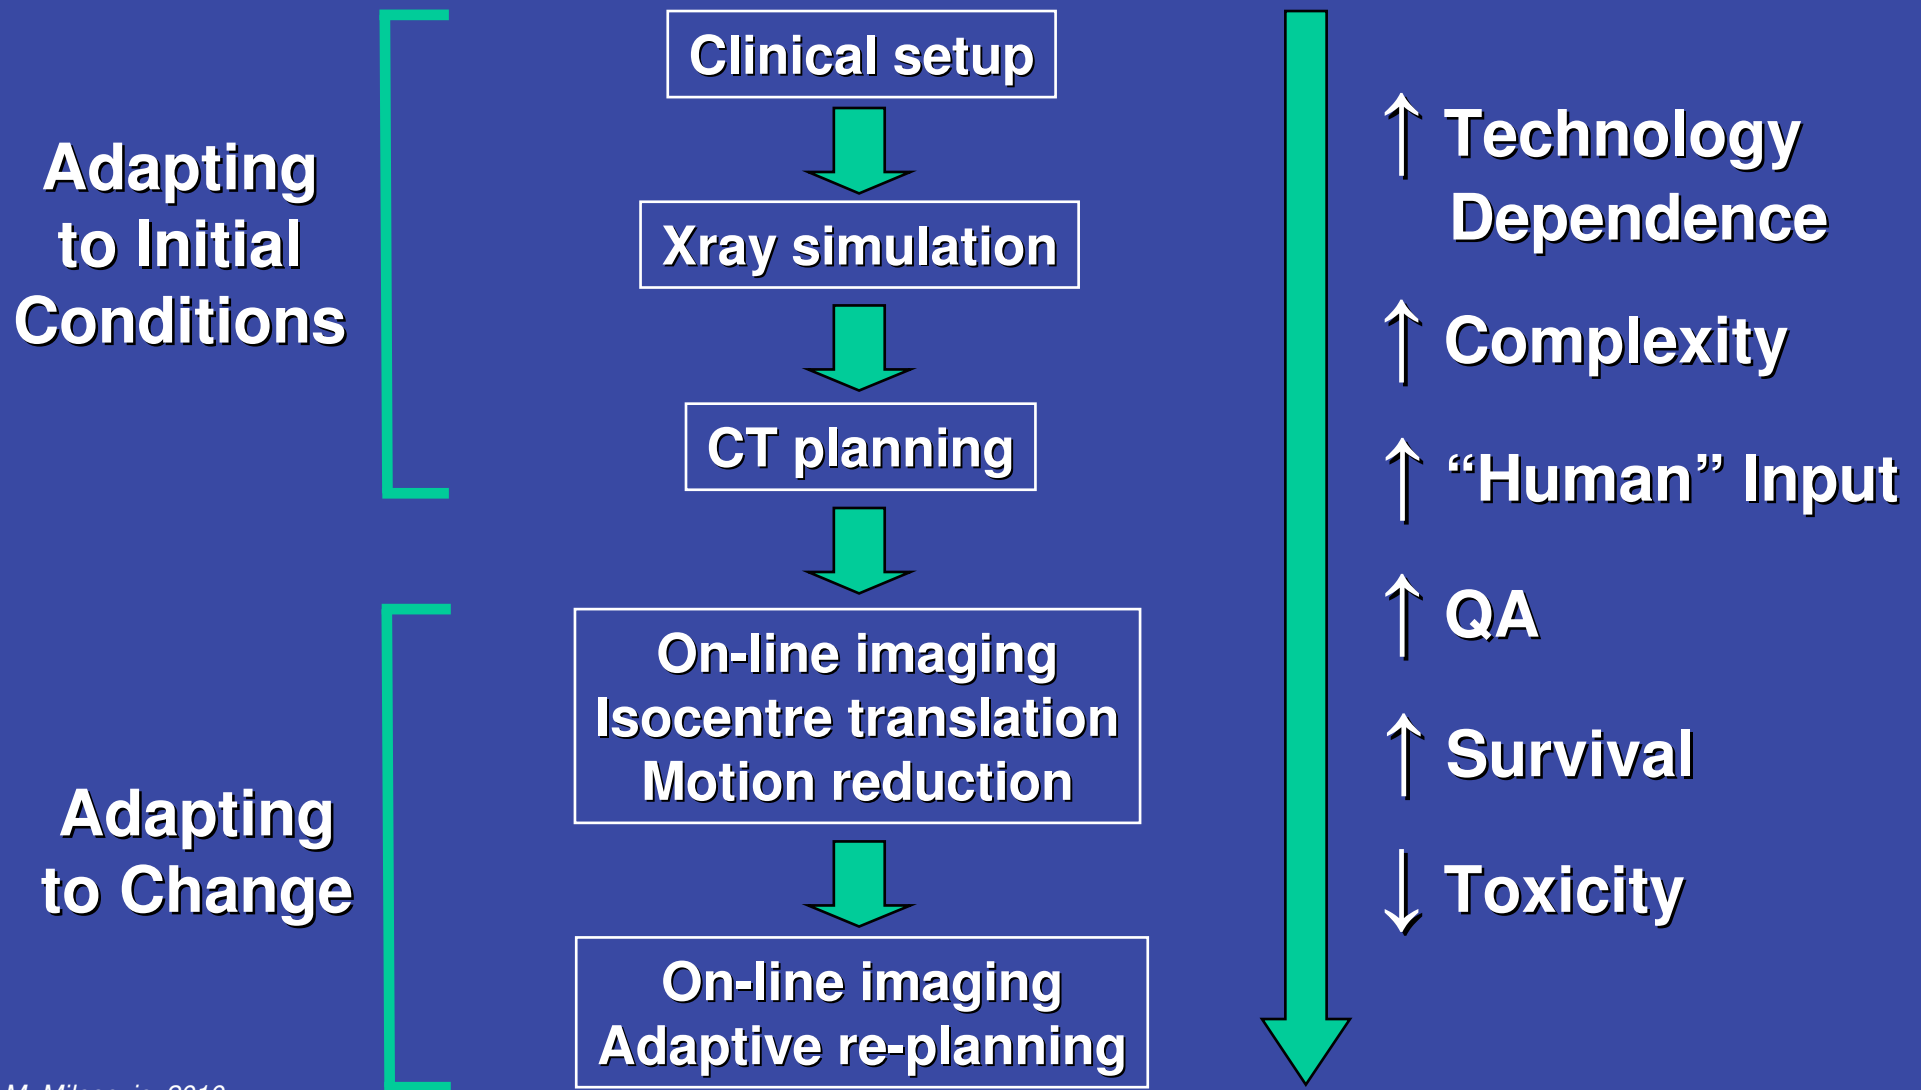 Clinical setup
Adapting
to Initial
Conditions
Xray simulation
CT planning
Adapting
to Change
On-line imaging
Isocentre translation
Motion reduction
On-line imaging
Adaptive re-planning
↑ Technology
Dependence
↑ Complexity
↑ “Human” Input
↑ QA
↑ Survival
↓ Toxicity